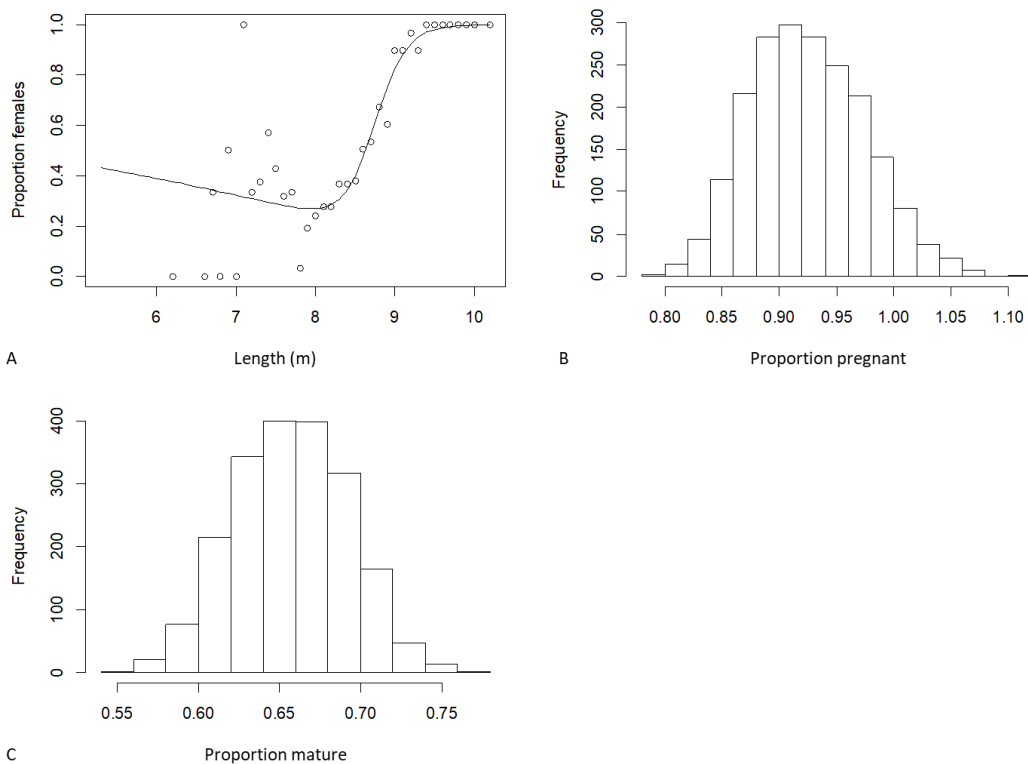 Proportion females
1.0
0.8
0.6
0.4
0.2
0.0
6 7 8 9 10
A Length (m)
Frequency
300
250
200
150
100
50
0
0.80 0.85 0.90 0.95 1.00 1.05 1.10
B Proportion pregnant
Frequency
400
300
200
100
0
0.55 0.60 0.65 0.70 0.75
C Proportion mature